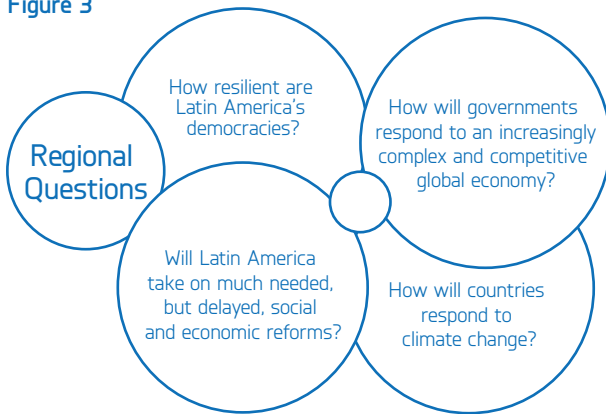 Figure 3
Regional
Questions
How resilient are
Latin America's
democracies?
How will governments
respond to an increasingly
complex and competitive
global economy?
Will Latin America
take on much needed,
but delayed, social
and economic reforms?
How will countries
respond to
climate change?